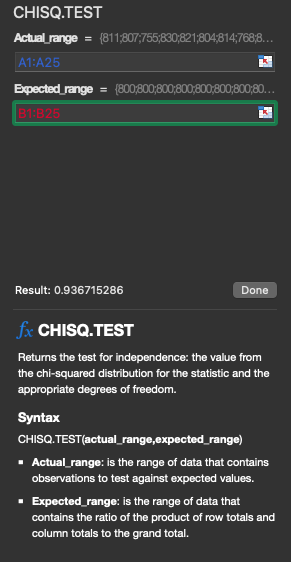 CHISQ.TEST
Actual_range = {811;807;755;830;821;804;814;768;8...
A1:A25
Expected_range = {800;800;800;800;800;800;800;80...
B1:B25
Result: 0.936715286
Done
fx CHISQ.TEST
Returns the test for independence: the value from
the chi-squared distribution for the statistic and the
appropriate degrees of freedom.
Syntax
CHISQ.TEST(actual_range,expected_range)
▪ Actual_range: is the range of data that contains
observations to test against expected values.
▪ Expected_range: is the range of data that
contains the ratio of the product of row totals and
column totals to the grand total.